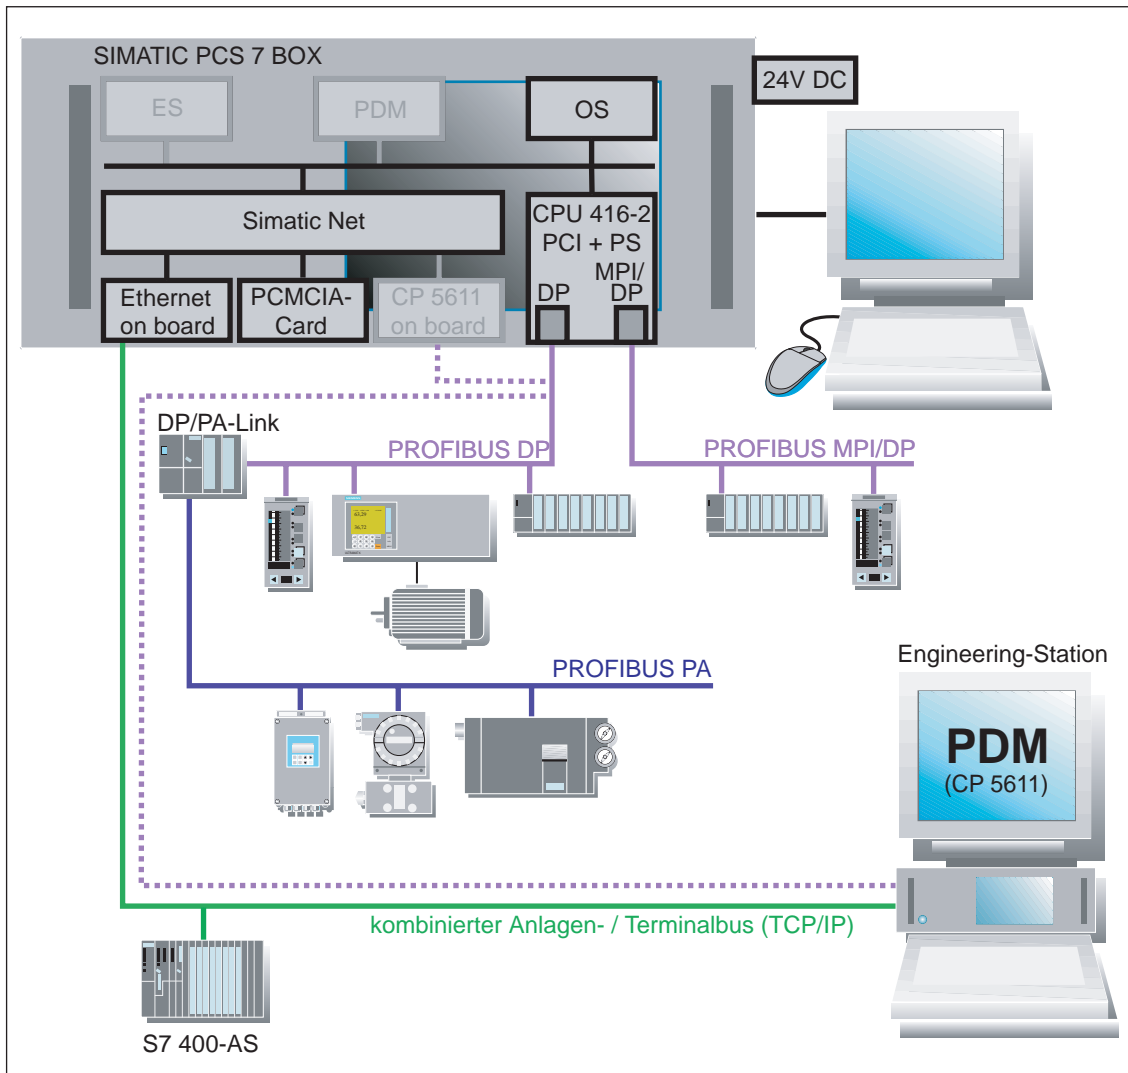 SIMATIC PCS 7 BOX
24V DC
ES
PDM
OS
Simatic Net
CPU 416-2
PCI + PS
MPI/
DP
DP
Ethernet
on board
PCMCIA-
Card
CP 5611
on board
DP/PA-Link
PROFIBUS DP
PROFIBUS MPI/DP
PROFIBUS PA
Engineering-Station
PDM
(CP 5611)
kombinierter Anlagen- / Terminalbus (TCP/IP)
S7 400-AS